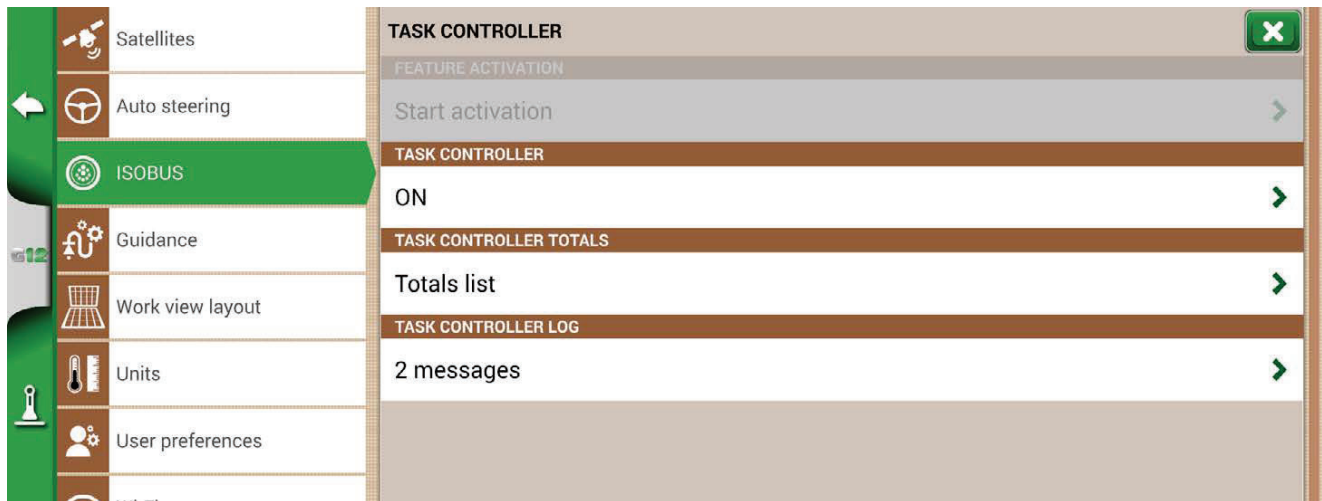 Satellites
Auto steering
ISOBUS
Guidance
Work view layout
Units
User preferences
G12
TASK CONTROLLER
FEATURE ACTIVATION
Start activation
TASK CONTROLLER
ON
TASK CONTROLLER TOTALS
Totals list
TASK CONTROLLER LOG
2 messages